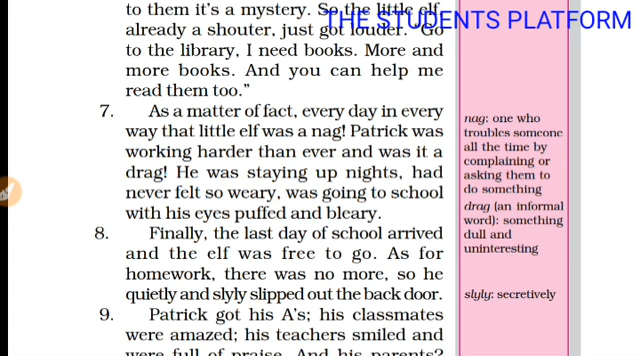 to them it's a mystery. So the little elf,
THE STUDENTS PLATFORM
already a shouter, just got louder. "Go
to the library, I need books. More and
more books. And you can help me
read them too."
7. As a matter of fact, every day in every
way that little elf was a nag! Patrick was
working harder than ever and was it a
drag! He was staying up nights, had
never felt so weary, was going to school
with his eyes puffed and bleary.
8. Finally, the last day of school arrived
and the elf was free to go. As for
homework, there was no more, so he
quietly and slyly slipped out the back door.
9. Patrick got his A's; his classmates
were amazed; his teachers smiled and
were full of praise. And his parents?
nag: one who
troubles someone
all the time by
complaining or
asking them to
do something
drag (an informal
word): something
dull and
uninteresting
slyly: secretively